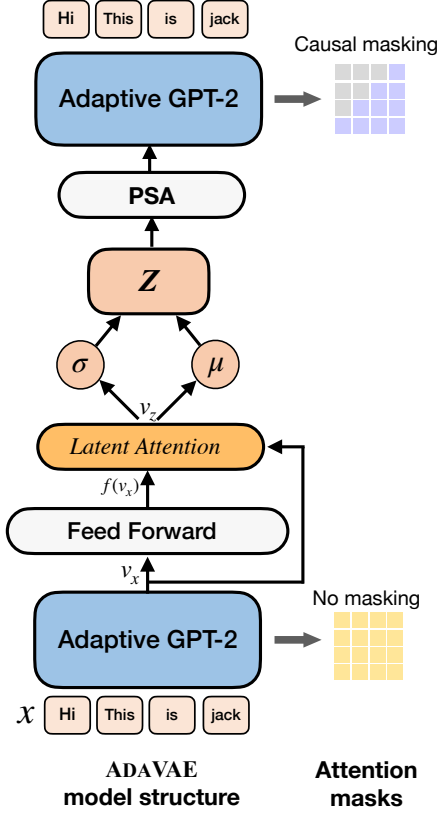 Hi This is jack
Causal masking
Adaptive GPT-2
PSA
Z
σ μ
v_z
Latent Attention
f(v_x)
Feed Forward
v_x
No masking
Adaptive GPT-2
x Hi This is jack
ADAVAE Attention
model structure masks